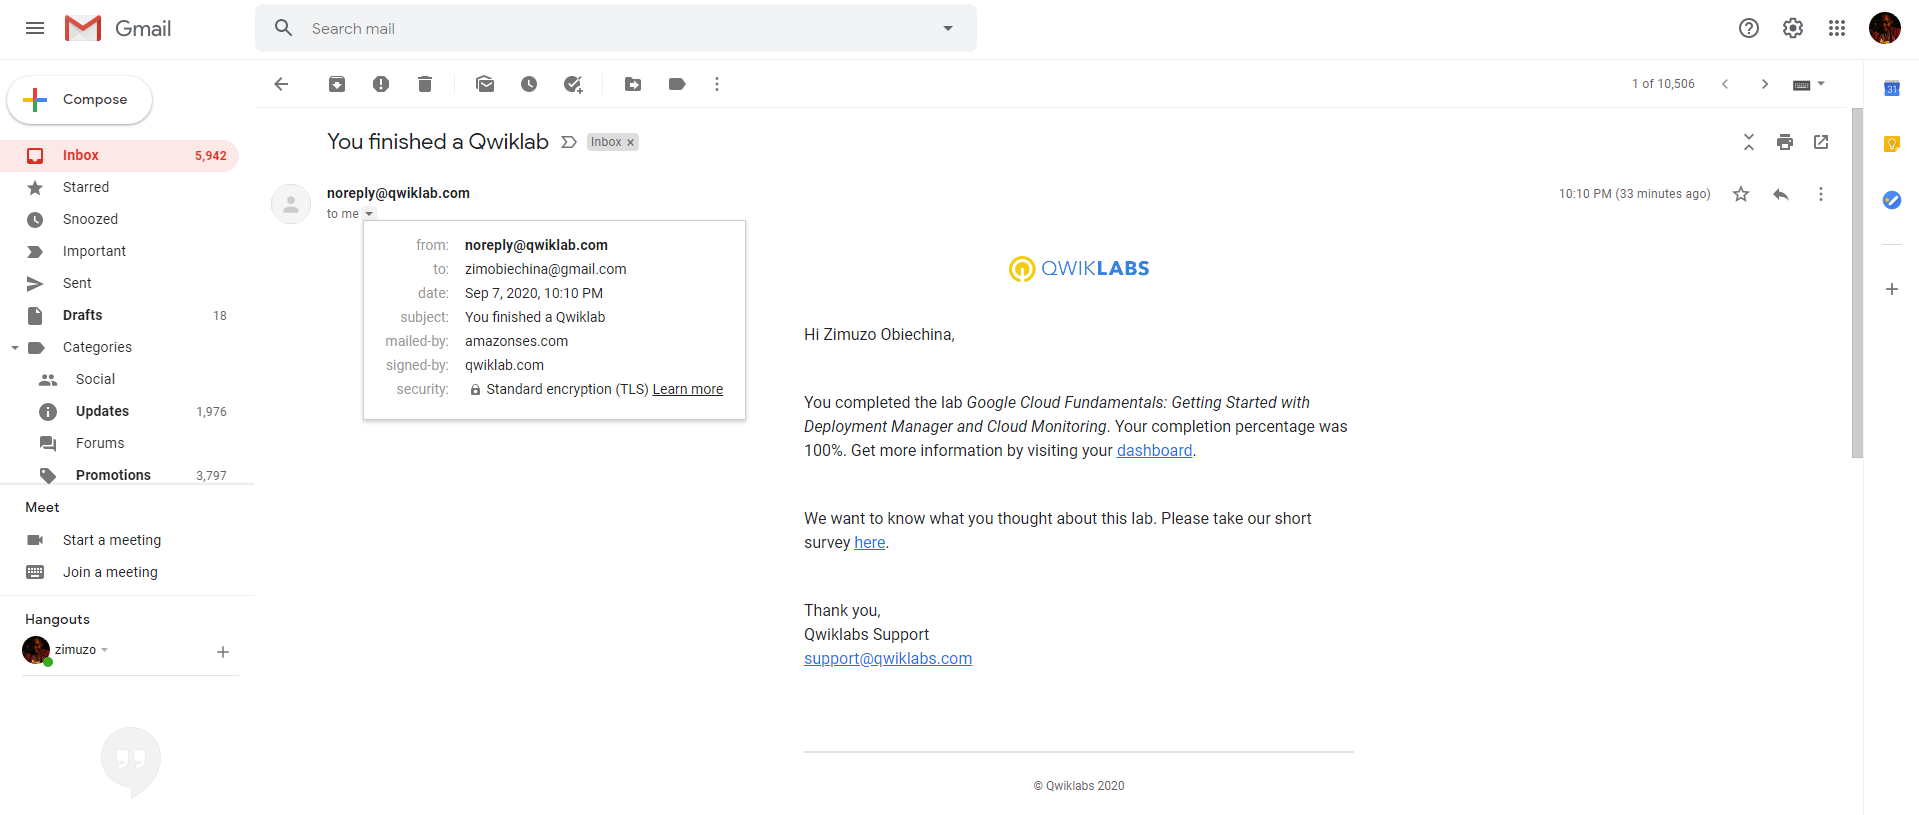 Gmail
Search mail
Compose
1 of 10,506
31
Inbox 5,942
Starred
Snoozed
Important
Sent
Drafts 18
Categories
Social
Updates 1,976
Forums
Promotions 3,797
Meet
Start a meeting
Join a meeting
Hangouts
zimuzo
You finished a Qwiklab
Inbox x
noreply@qwiklab.com
10:10 PM (33 minutes ago)
to me
from: noreply@qwiklab.com
to: zimobiechina@gmail.com
date: Sep 7, 2020, 10:10 PM
subject: You finished a Qwiklab
mailed-by: amazonses.com
signed-by: qwiklab.com
security: Standard encryption (TLS) Learn more
QWIKLABS
Hi Zimuzo Obiechina,
You completed the lab Google Cloud Fundamentals: Getting Started with
Deployment Manager and Cloud Monitoring. Your completion percentage was
100%. Get more information by visiting your dashboard.
We want to know what you thought about this lab. Please take our short
survey here.
Thank you,
Qwiklabs Support
support@qwiklabs.com
© Qwiklabs 2020